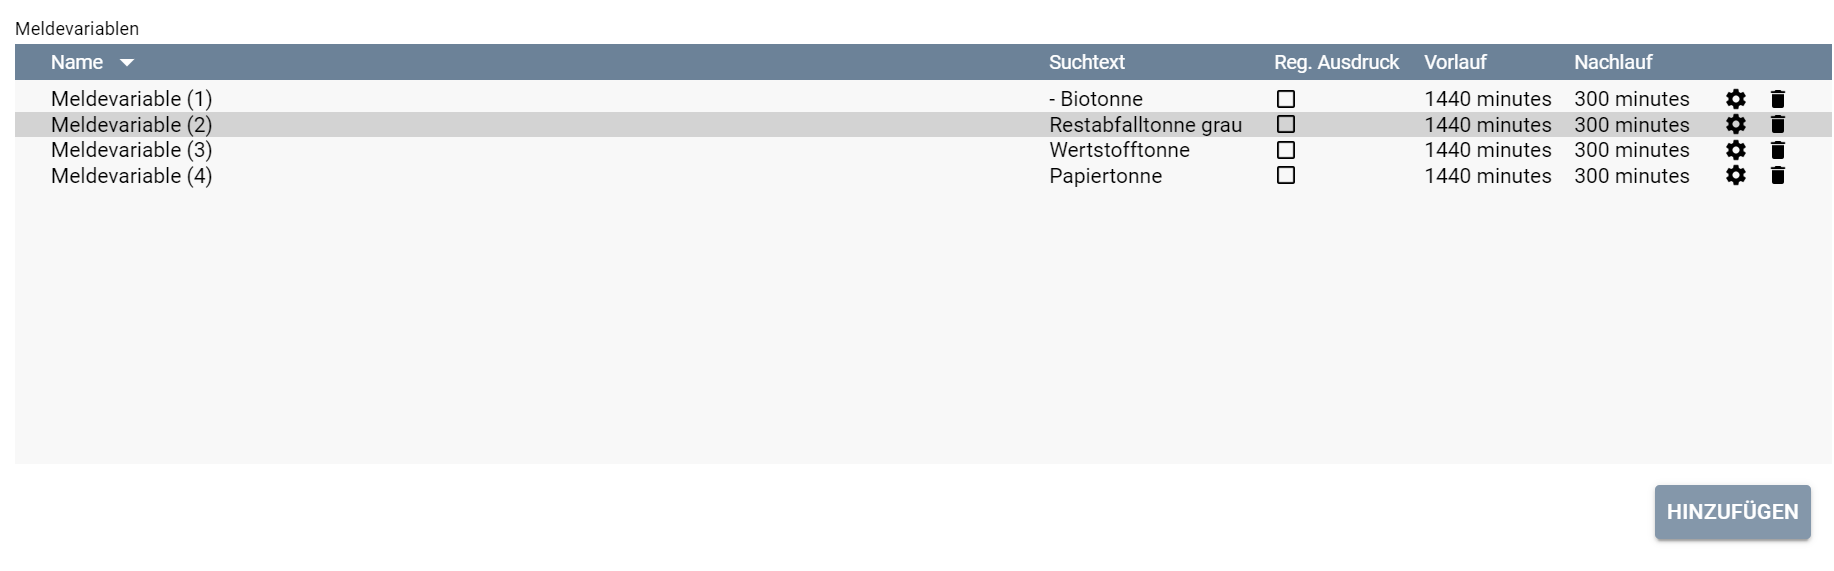 Meldevariablen
Name Suchtext Reg. Ausdruck Vorlauf Nachlauf
Meldevariable (1) - Biotonne 1440 minutes 300 minutes
Meldevariable (2) Restabfalltonne grau 1440 minutes 300 minutes
Meldevariable (3) Wertstofftonne 1440 minutes 300 minutes
Meldevariable (4) Papiertonne 1440 minutes 300 minutes
HINZUFÜGEN